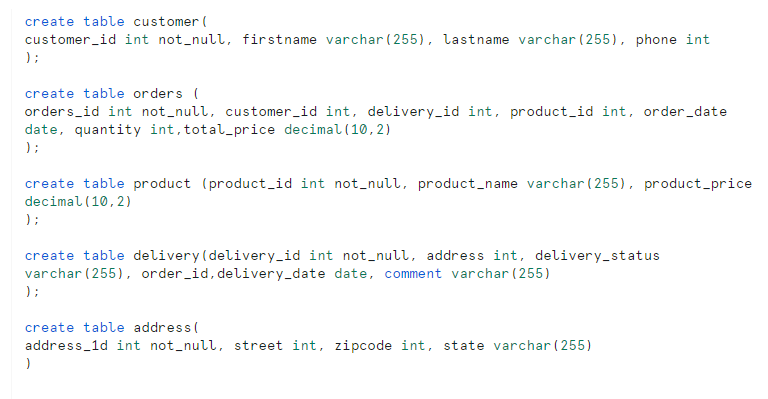 create table customer(
customer_id int not_null, firstname varchar(255), lastname varchar(255), phone int
);
create table orders (
orders_id int not_null, customer_id int, delivery_id int, product_id int, order_date
date, quantity int,total_price decimal(10,2)
);
create table product (product_id int not_null, product_name varchar(255), product_price
decimal(10,2)
);
create table delivery(delivery_id int not_null, address int, delivery_status
varchar(255), order_id,delivery_date date, comment varchar(255)
);
create table address(
address_1d int not_null, street int, zipcode int, state varchar(255)
)